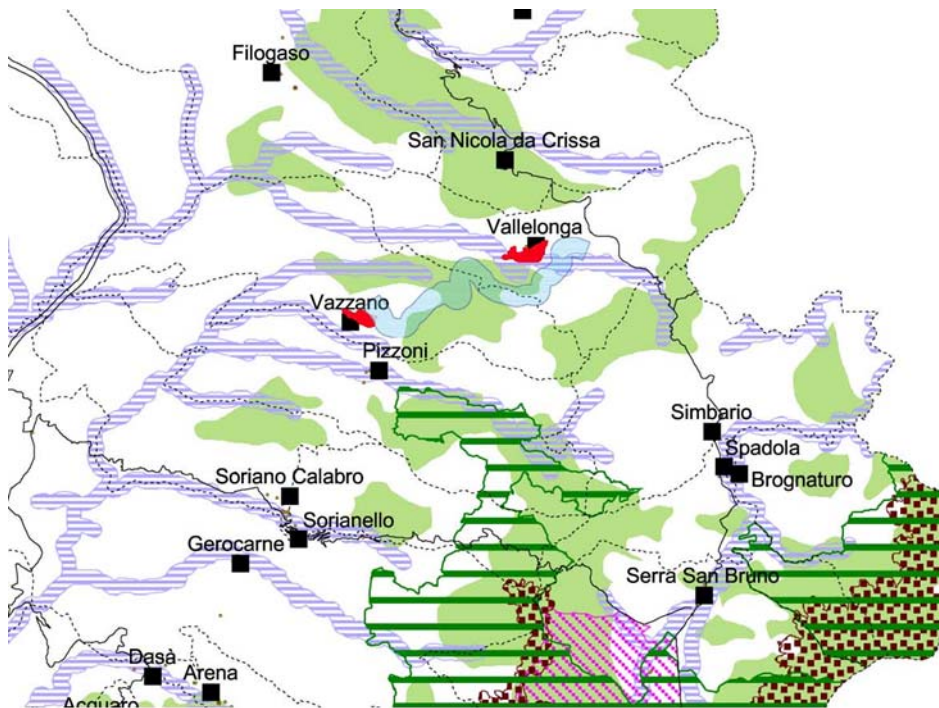 Filogaso
San Nicola da Crissa
Vallelonga
Vazzano
Pizzoni
Simbario
Spadola
Brognaturo
Soriano Calabro
Sorianello
Gerocarne
Serra San Bruno
Dasà
Arena
Acquaro